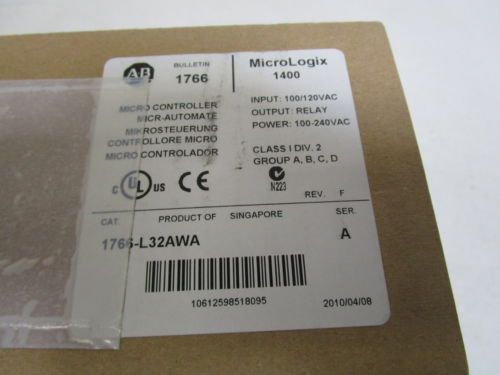 AB
BULLETIN
1766
MicroLogix
1400
MICRO CONTROLLER
MICR-AUTOMATE
MIKROSTEUERUNG
CONTROLLORE MICRO
MICRO CONTROLADOR
INPUT: 100/120VAC
OUTPUT: RELAY
POWER: 100-240VAC
CLASS I DIV. 2
GROUP A, B, C, D
C UL US CE
N223
REV. F
CAT.
PRODUCT OF SINGAPORE
SER.
1766-L32AWA
A
10612598518095
2010/04/08